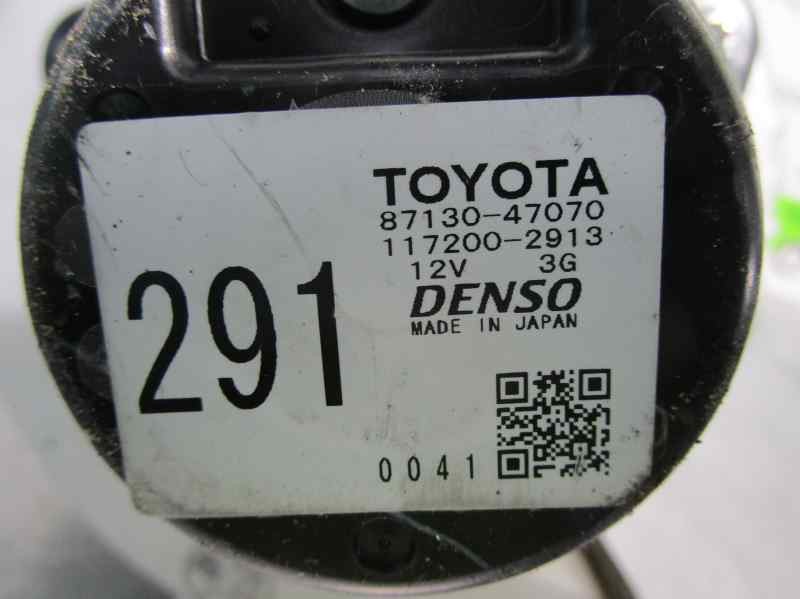 TOYOTA
87130-47070
117200-2913
12V 3G
DENSO
MADE IN JAPAN
291
0041